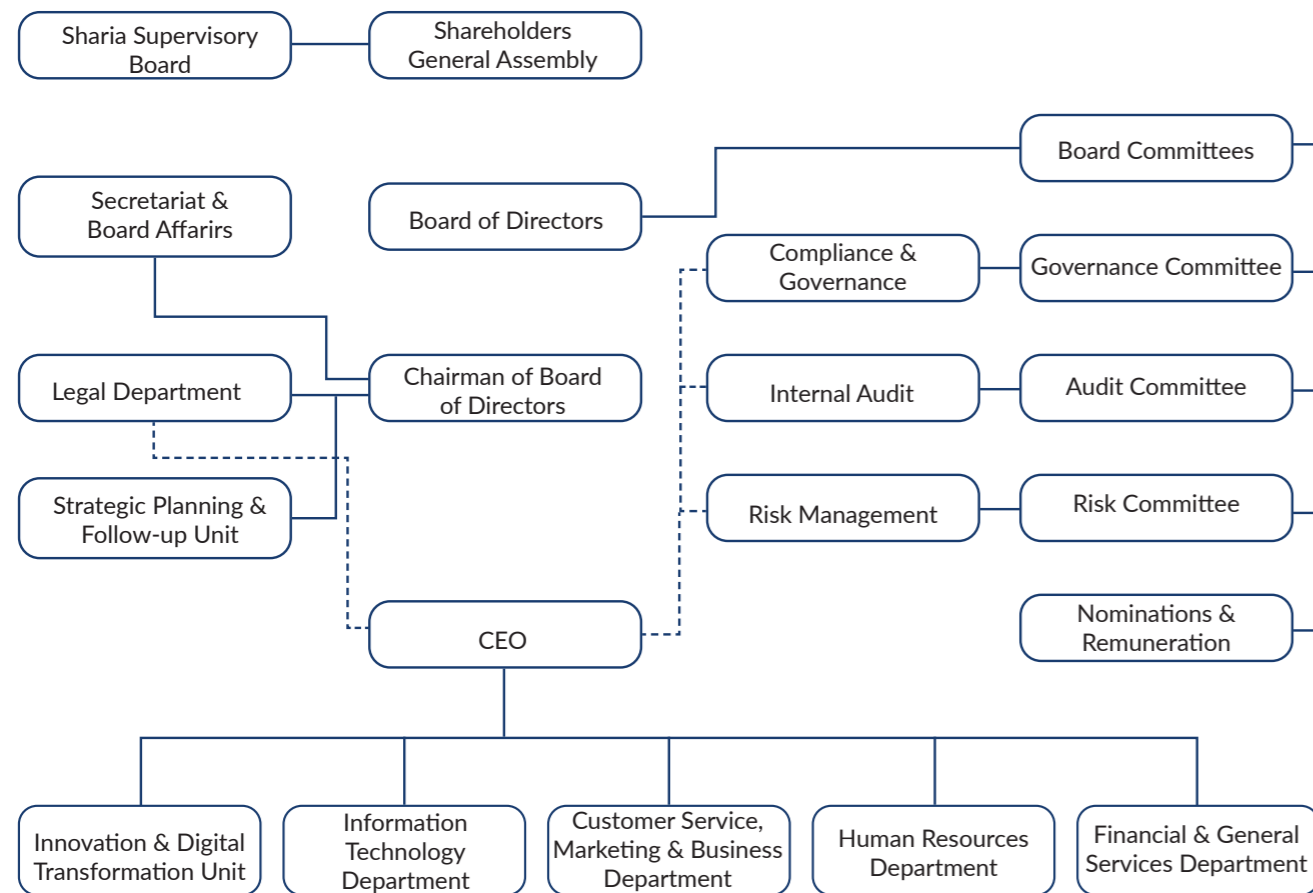 Sharia Supervisory
Board
Shareholders
General Assembly
Board Committees
Secretariat &
Board Affarirs
Board of Directors
Compliance &
Governance
Governance Committee
Legal Department
Chairman of Board
of Directors
Internal Audit
Audit Committee
Strategic Planning &
Follow-up Unit
Risk Management
Risk Committee
CEO
Nominations &
Remuneration
Innovation & Digital
Transformation Unit
Information
Technology
Department
Customer Service,
Marketing & Business
Department
Human Resources
Department
Financial & General
Services Department